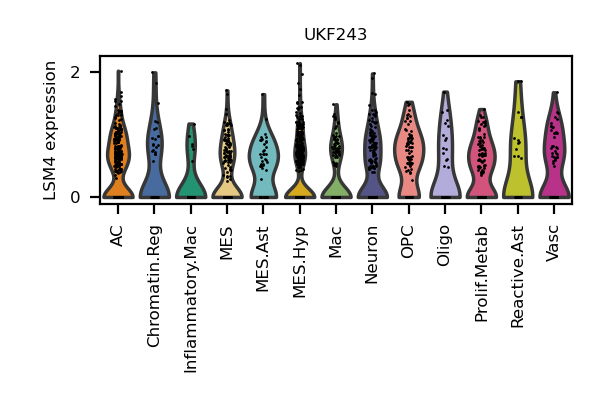 UKF243
LSM4 expression
2
0
AC
Chromatin.Reg
Inflammatory.Mac
MES
MES.Ast
MES.Hyp
Mac
Neuron
OPC
Oligo
Prolif.Metab
Reactive.Ast
Vasc